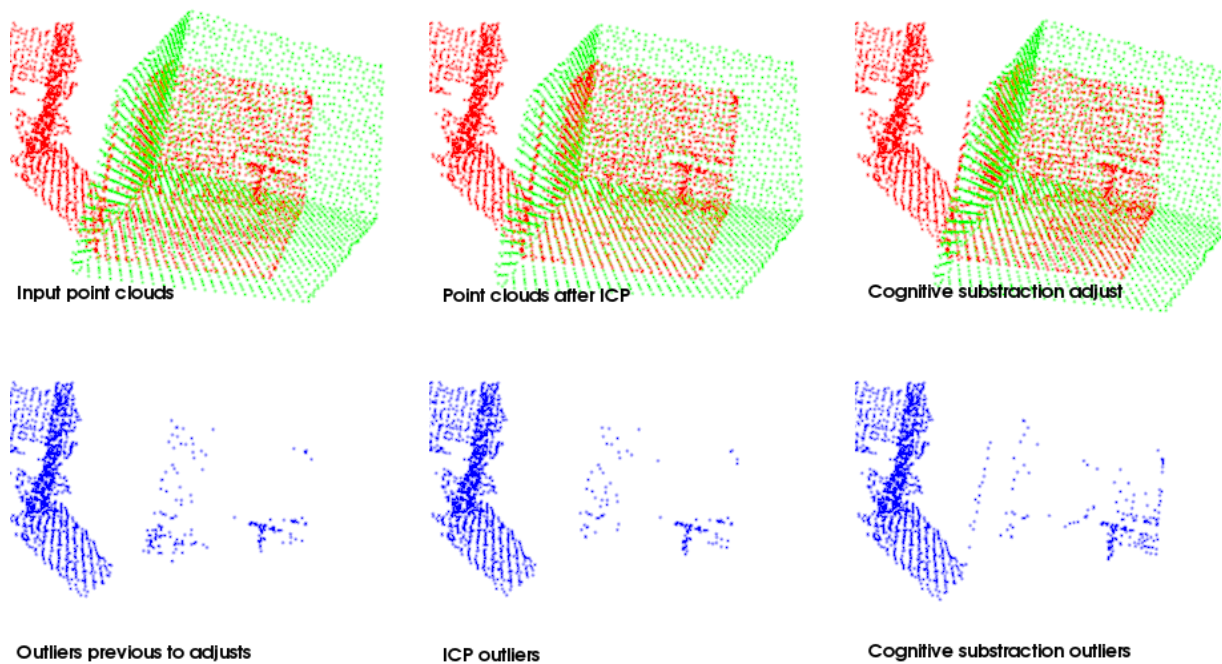 Input point clouds
Point clouds after ICP
Cognitive substraction adjust
Outliers previous to adjusts
ICP outliers
Cognitive substraction outliers